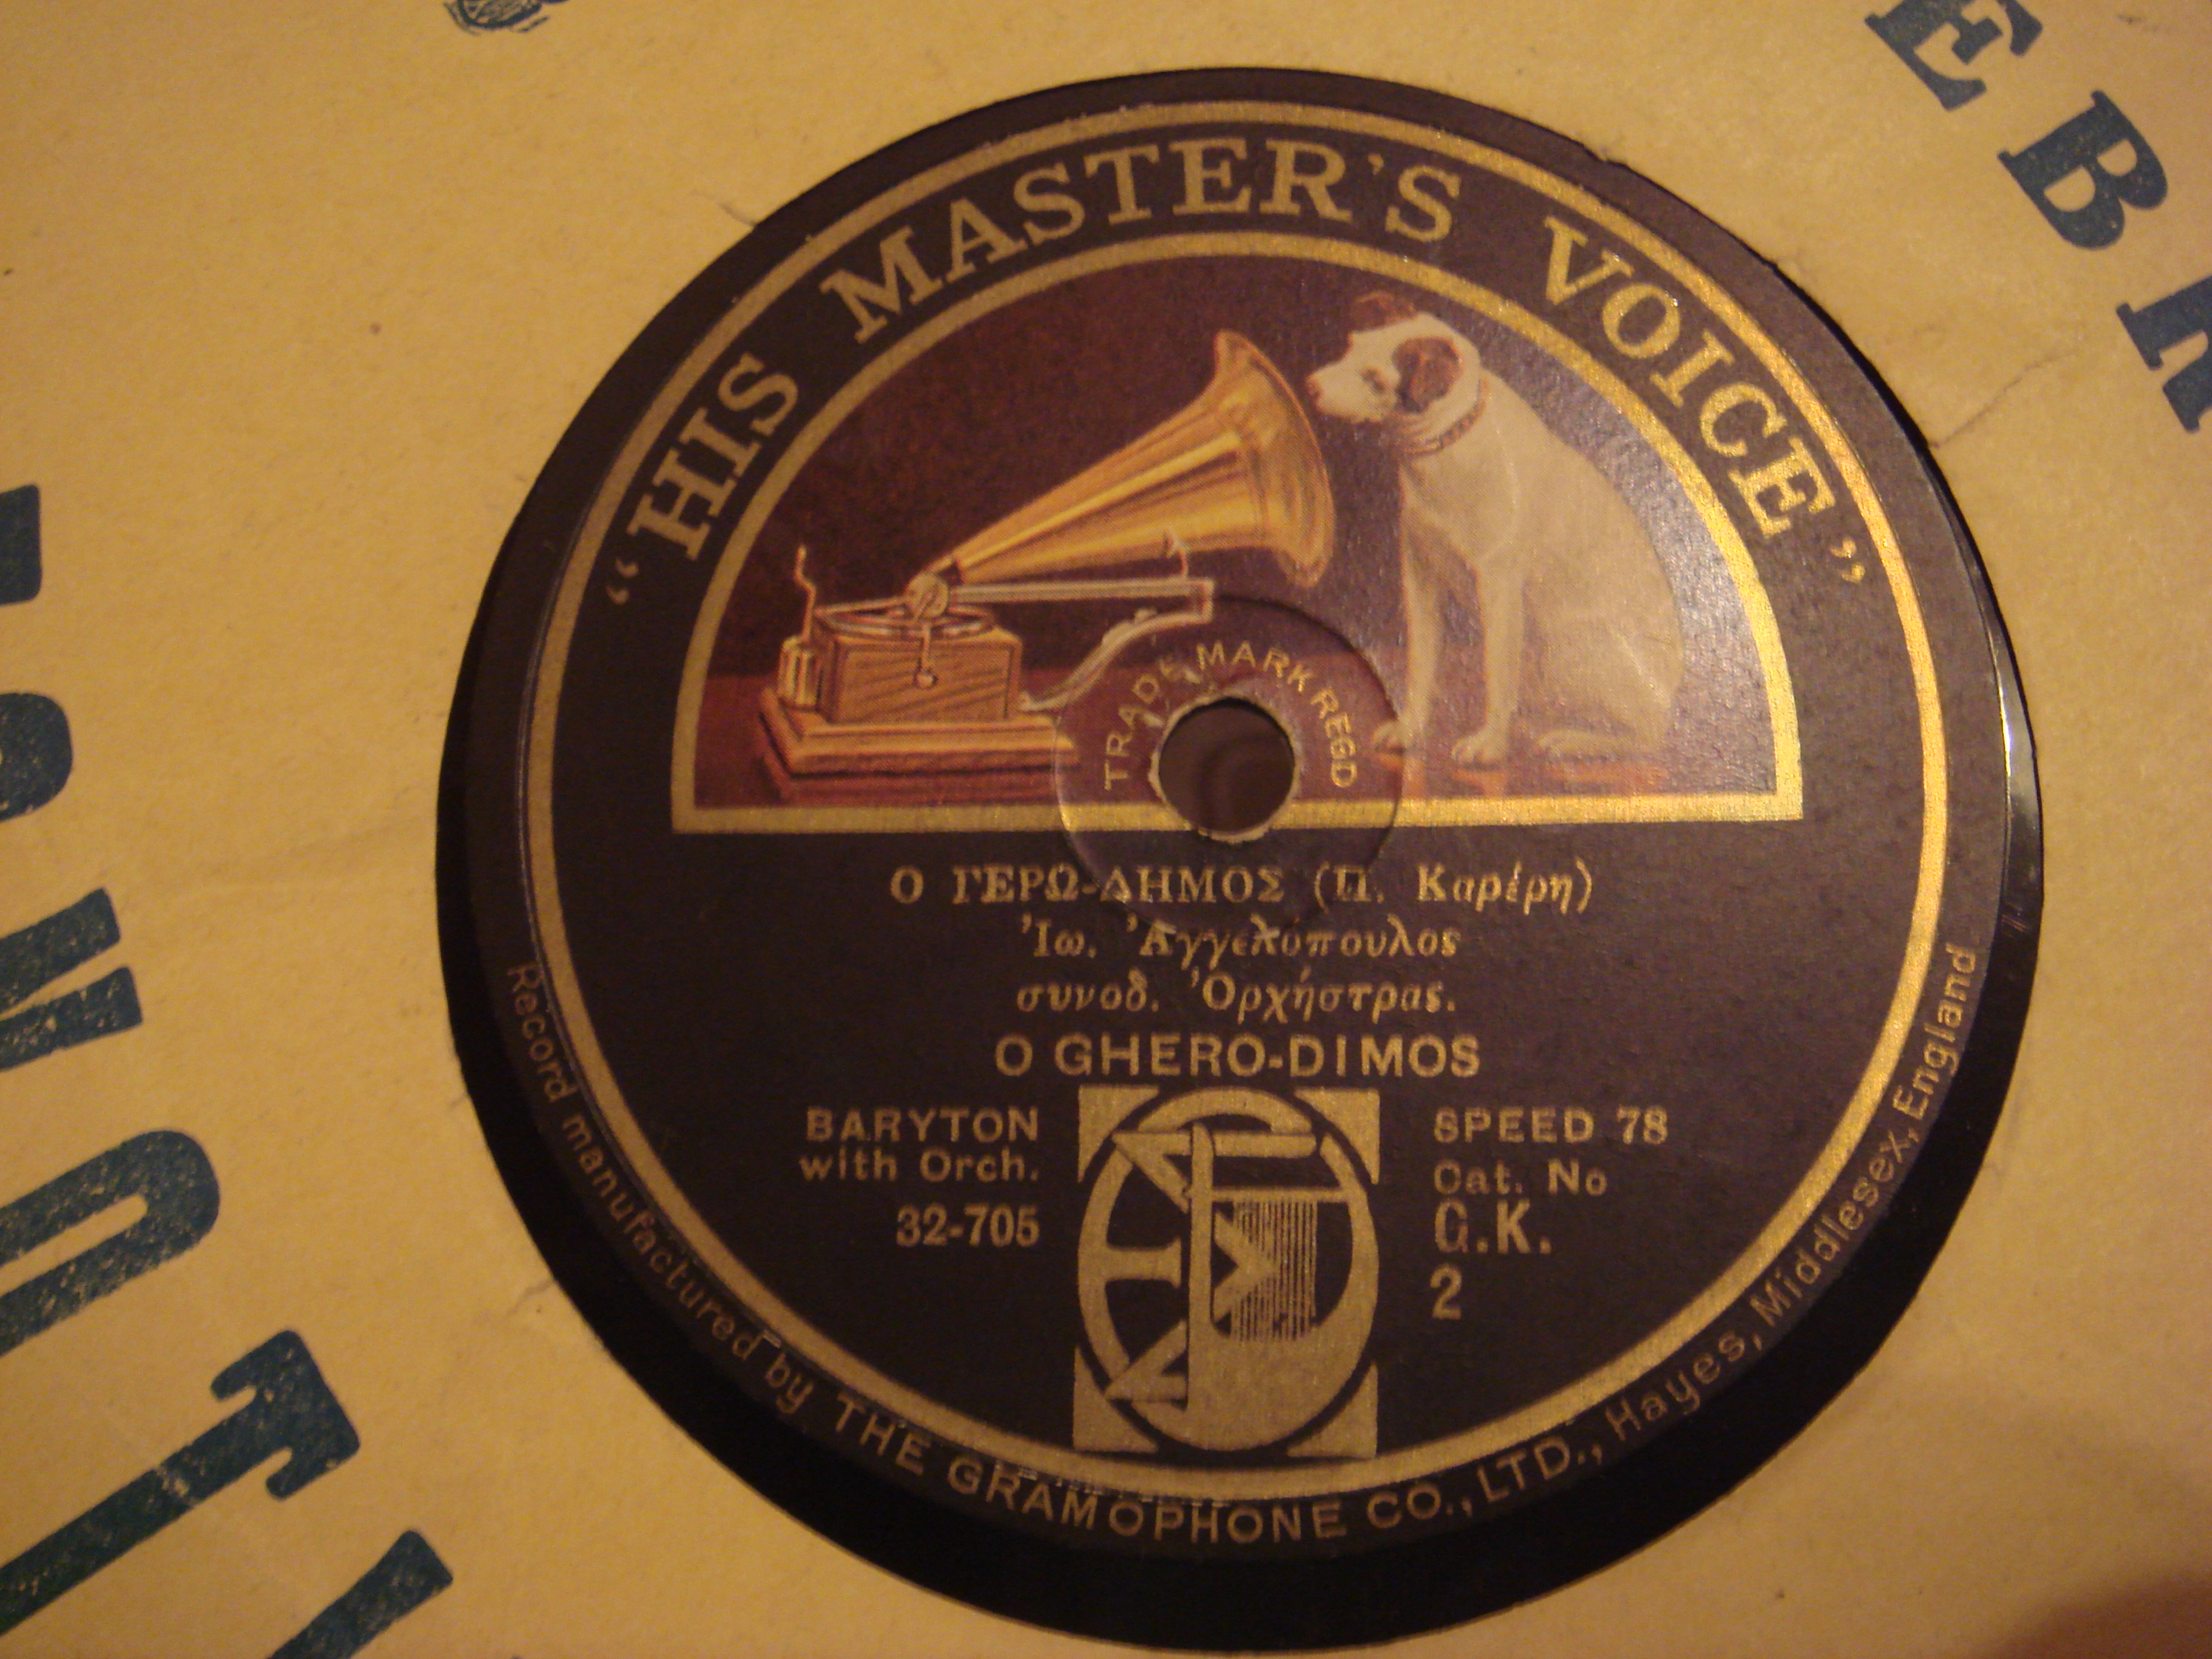 “HIS MASTER'S VOICE”
TRADE MARK REGD
Ο ΓΕΡΩ-ΔΗΜΟΣ (Π. Καρέρη)
Ἰω. Ἀγγελόπουλος
συνοδ. Ὀρχήστρας.
O GHERO-DIMOS
BARYTON
with Orch.
32-705
SPEED 78
Cat. No
G.K.
2
Record manufactured by THE GRAMOPHONE CO., LTD., Hayes, Middlesex, England